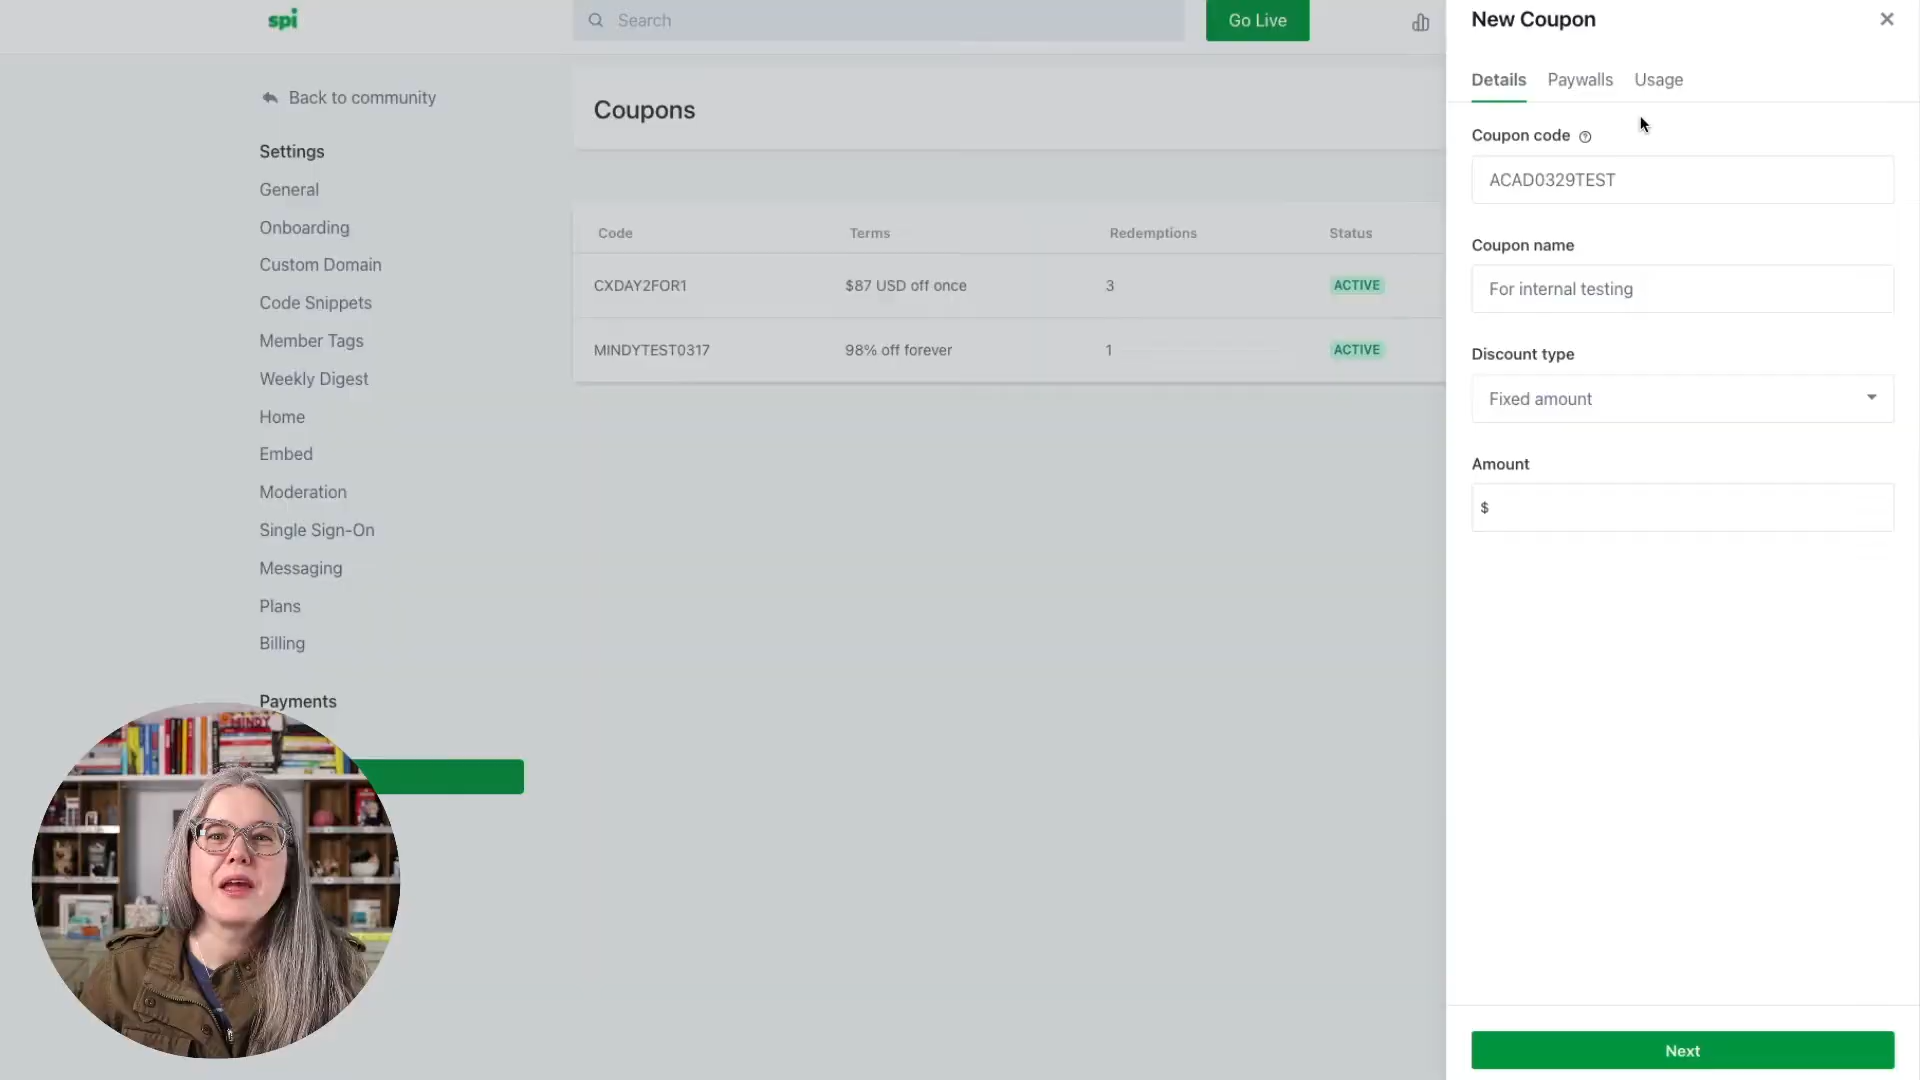 spi
Search
Go Live
New Coupon
Back to community
Details Paywalls Usage
Coupons
Coupon code
ACAD0329TEST
Coupon name
For internal testing
Discount type
Fixed amount
Amount
$
Next
Settings
General
Onboarding
Custom Domain
Code Snippets
Member Tags
Weekly Digest
Home
Embed
Moderation
Single Sign-On
Messaging
Plans
Billing
Payments
Code Terms Redemptions Status
CXDAY2FOR1 $87 USD off once 3 ACTIVE
MINDYTEST0317 98% off forever 1 ACTIVE
MINDY